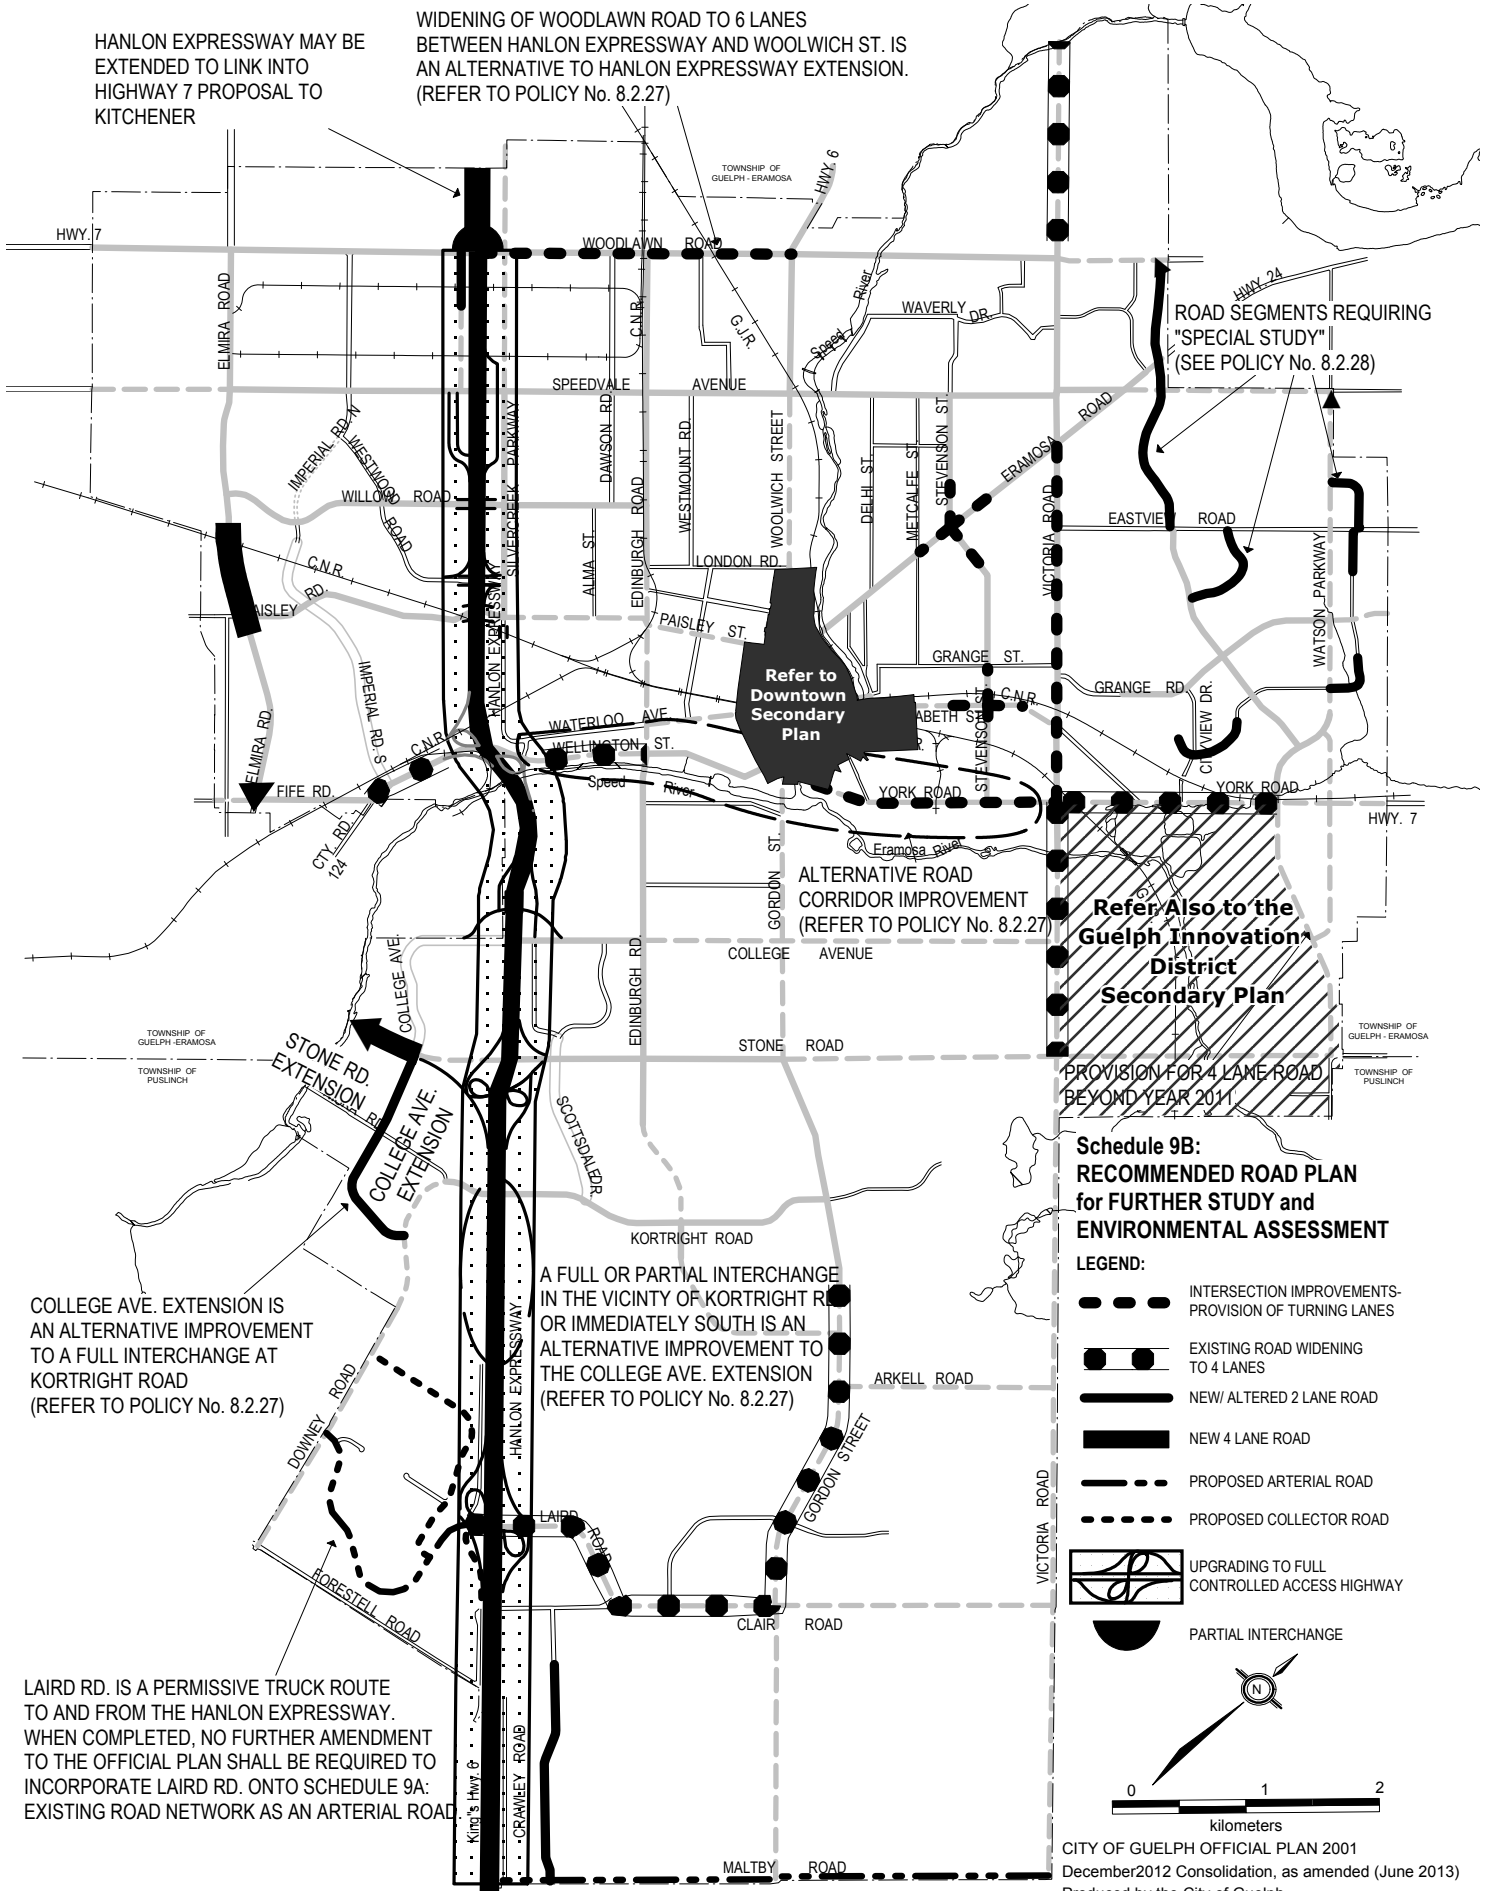 HANLON EXPRESSWAY MAY BE
EXTENDED TO LINK INTO
HIGHWAY 7 PROPOSAL TO
KITCHENER
WIDENING OF WOODLAWN ROAD TO 6 LANES
BETWEEN HANLON EXPRESSWAY AND WOOLWICH ST. IS
AN ALTERNATIVE TO HANLON EXPRESSWAY EXTENSION.
(REFER TO POLICY No. 8.2.27)
TOWNSHIP OF
GUELPH - ERAMOSA
HWY. 6
HWY. 7
WOODLAWN ROAD
ELMIRA ROAD
C.N.R.
G.J.R.
Speed
River
WAVERLY DR.
HWY. 24
ROAD SEGMENTS REQUIRING
"SPECIAL STUDY"
(SEE POLICY No. 8.2.28)
SPEEDVALE AVENUE
IMPERIAL RD. N
WESTWOOD
ROAD
WILLOW ROAD
SILVERCREEK PARKWAY
DAWSON RD.
WESTMOUNT RD.
WOOLWICH STREET
DELHI ST.
METCALFE ST.
STEVENSON ST.
ERAMOSA ROAD
VICTORIA ROAD
EASTVIEW ROAD
WATSON PARKWAY
C.N.R.
ALMA ST.
EDINBURGH ROAD
LONDON RD.
AISLEY RD.
PAISLEY ST.
HANLON EXPRESSWAY
Refer to
Downtown
Secondary
Plan
GRANGE ST.
GRANGE RD.
CITYVIEW DR.
C.N.R.
ABETH ST.
R.
STEVENSON ST.
IMPERIAL RD. S
C.N.R.
ELMIRA RD.
WATERLOO AVE.
WELLINGTON ST.
Speed River
FIFE RD.
CTY. RD.
124
YORK ROAD
YORK ROAD
HWY. 7
Eramosa River
GORDON ST.
ALTERNATIVE ROAD
CORRIDOR IMPROVEMENT
(REFER TO POLICY No. 8.2.27)
Refer Also to the
Guelph Innovation
District
Secondary Plan
COLLEGE AVE.
EDINBURGH RD.
COLLEGE AVENUE
TOWNSHIP OF
GUELPH -ERAMOSA
TOWNSHIP OF
PUSLINCH
STONE RD.
EXTENSION
STONE ROAD
TOWNSHIP OF
GUELPH - ERAMOSA
TOWNSHIP OF
PUSLINCH
PROVISION FOR 4 LANE ROAD
BEYOND YEAR 2011
COLLEGE AVE.
EXTENSION
SCOTTSDALE DR.
KORTRIGHT ROAD
COLLEGE AVE. EXTENSION IS
AN ALTERNATIVE IMPROVEMENT
TO A FULL INTERCHANGE AT
KORTRIGHT ROAD
(REFER TO POLICY No. 8.2.27)
A FULL OR PARTIAL INTERCHANGE
IN THE VICINTY OF KORTRIGHT RD
OR IMMEDIATELY SOUTH IS AN
ALTERNATIVE IMPROVEMENT TO
THE COLLEGE AVE. EXTENSION
(REFER TO POLICY No. 8.2.27)
HANLON EXPRESSWAY
ARKELL ROAD
DOWNEY ROAD
GORDON STREET
LAIRD ROAD
VICTORIA ROAD
FORESTELL ROAD
CLAIR ROAD
LAIRD RD. IS A PERMISSIVE TRUCK ROUTE
TO AND FROM THE HANLON EXPRESSWAY.
WHEN COMPLETED, NO FURTHER AMENDMENT
TO THE OFFICIAL PLAN SHALL BE REQUIRED TO
INCORPORATE LAIRD RD. ONTO SCHEDULE 9A:
EXISTING ROAD NETWORK AS AN ARTERIAL ROAD.
King's Hwy. 6
CRAWLEY ROAD
MALTBY ROAD
Schedule 9B:
RECOMMENDED ROAD PLAN
for FURTHER STUDY and
ENVIRONMENTAL ASSESSMENT
LEGEND:
INTERSECTION IMPROVEMENTS-
PROVISION OF TURNING LANES
EXISTING ROAD WIDENING
TO 4 LANES
NEW/ ALTERED 2 LANE ROAD
NEW 4 LANE ROAD
PROPOSED ARTERIAL ROAD
PROPOSED COLLECTOR ROAD
UPGRADING TO FULL
CONTROLLED ACCESS HIGHWAY
PARTIAL INTERCHANGE
N
0 1 2
kilometers
CITY OF GUELPH OFFICIAL PLAN 2001
December2012 Consolidation, as amended (June 2013)
Produced by the City of Guelph